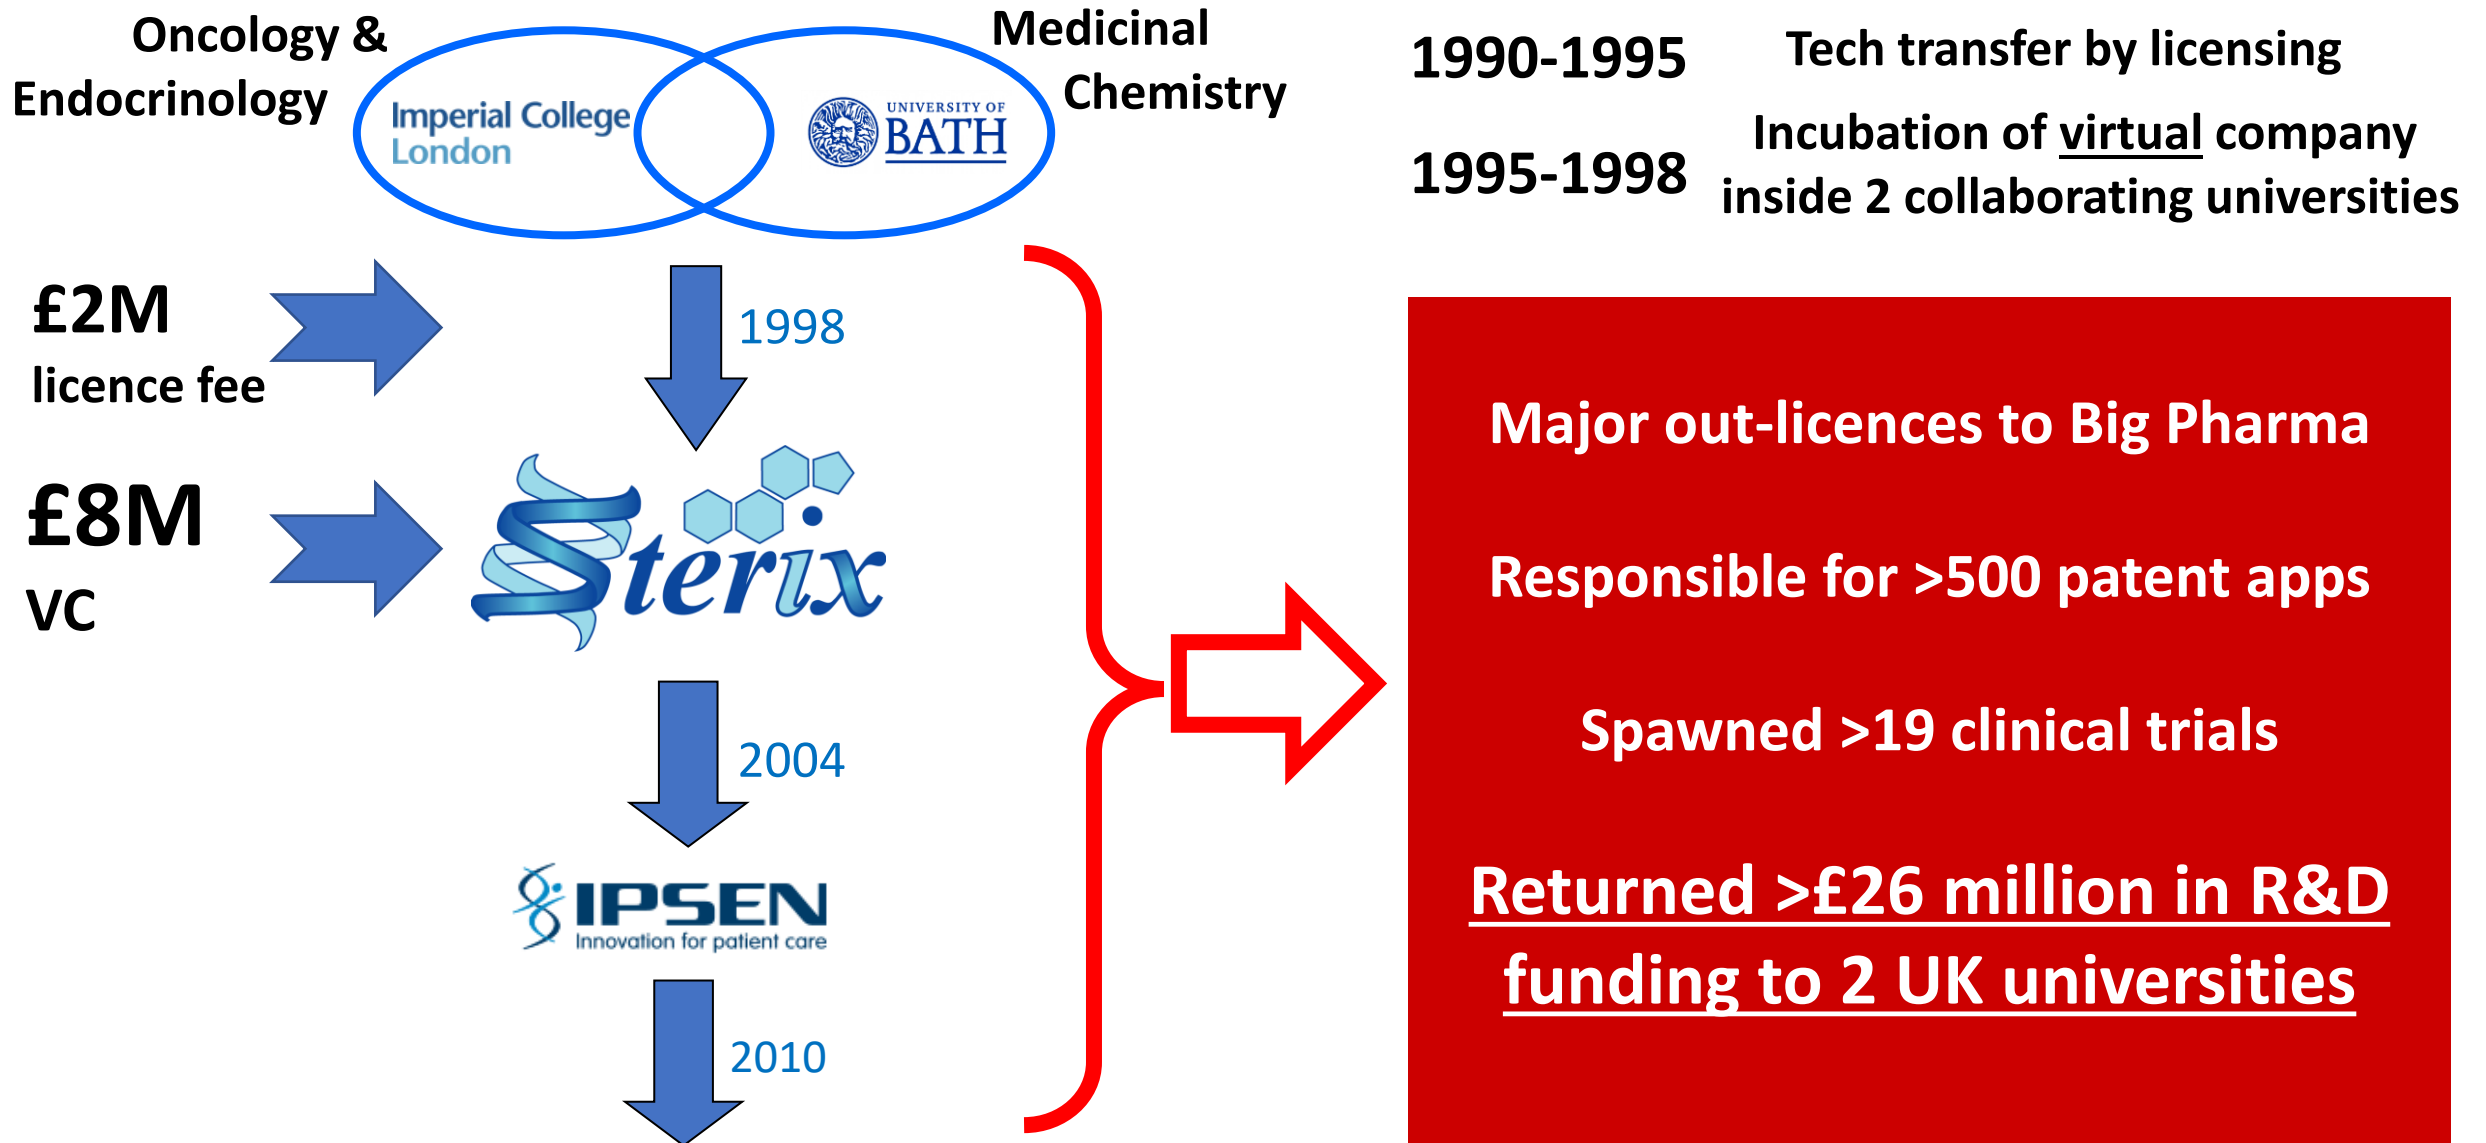 Oncology &
Endocrinology
Imperial College
London
UNIVERSITY OF
BATH
Medicinal
Chemistry
1990-1995
Tech transfer by licensing
1995-1998
Incubation of virtual company
inside 2 collaborating universities
£2M
licence fee
1998
£8M
VC
Sterix
2004
IPSEN
Innovation for patient care
2010
Major out-licences to Big Pharma
Responsible for >500 patent apps
Spawned >19 clinical trials
Returned >£26 million in R&D
funding to 2 UK universities